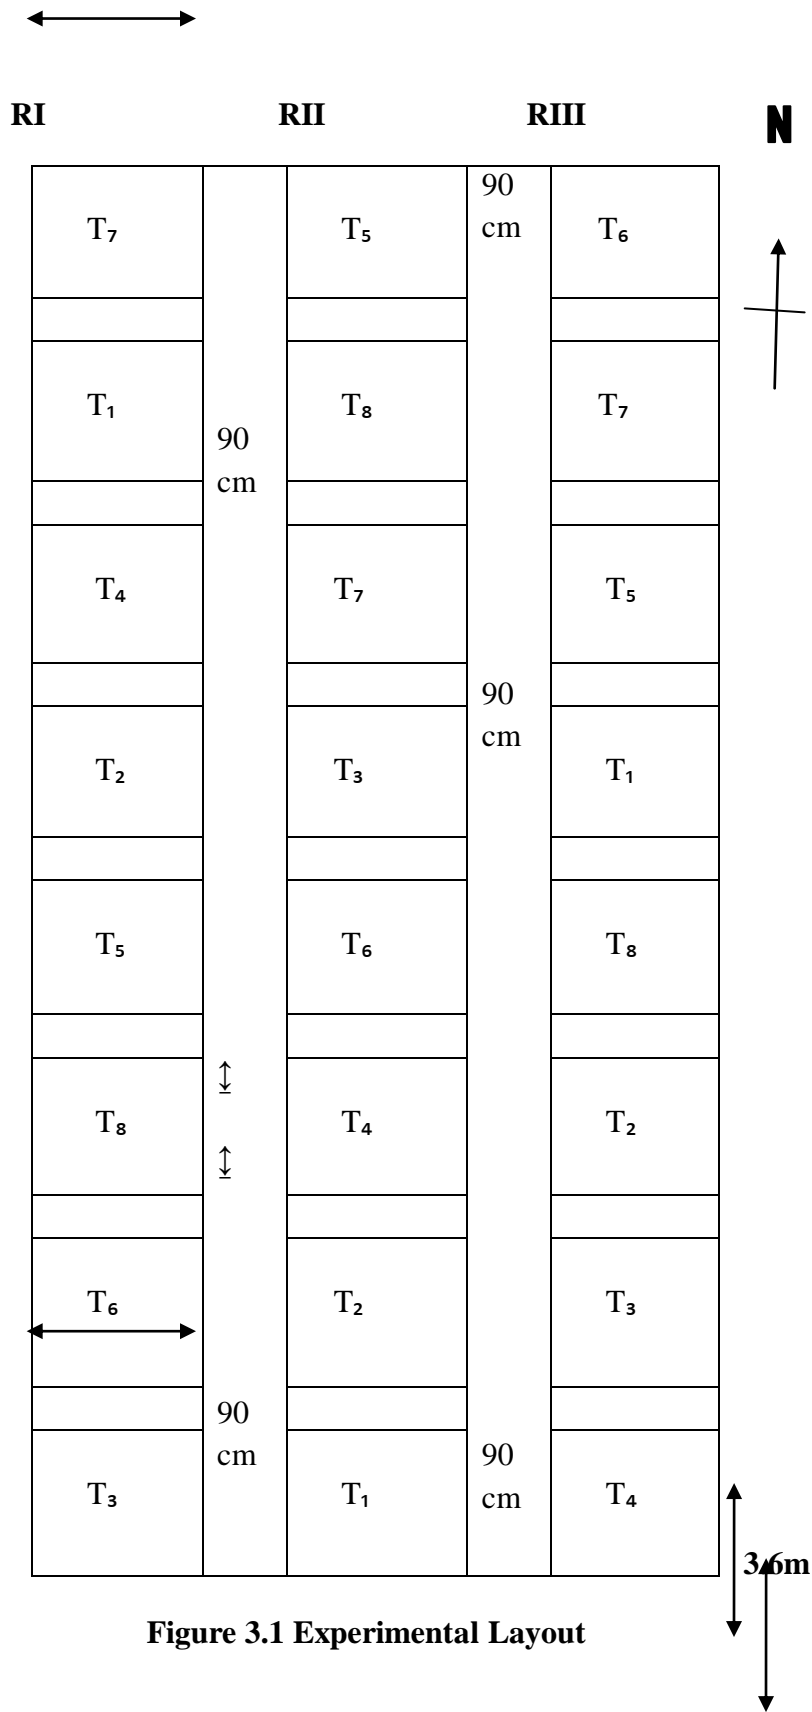 RI RII RIII N
T₇ T₅ 90 cm T₆
T₁ T₈ T₇
90 cm
T₄ T₇ T₅
90 cm
T₂ T₃ T₁
T₅ T₆ T₈
T₈ T₄ T₂
T₆ T₂ T₃
90 cm
90 cm
T₃ T₁ T₄
3.6m
Figure 3.1 Experimental Layout